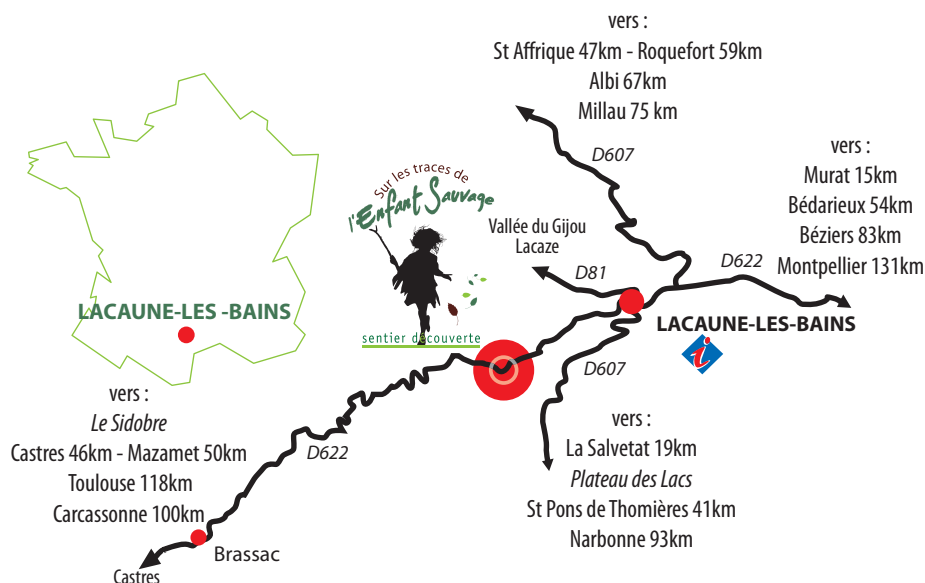 vers :
St Affrique 47km - Roquefort 59km
Albi 67km
Millau 75 km
D607
vers :
Murat 15km
Bédarieux 54km
Béziers 83km
Montpellier 131km
D622
Sur les traces de
l'Enfant Sauvage
sentier découverte
Vallée du Gijou
Lacaze
D81
LACAUNE-LES -BAINS
LACAUNE-LES-BAINS
i
D607
vers :
Le Sidobre
Castres 46km - Mazamet 50km
Toulouse 118km
Carcassonne 100km
D622
vers :
La Salvetat 19km
Plateau des Lacs
St Pons de Thomières 41km
Narbonne 93km
Brassac
Castres